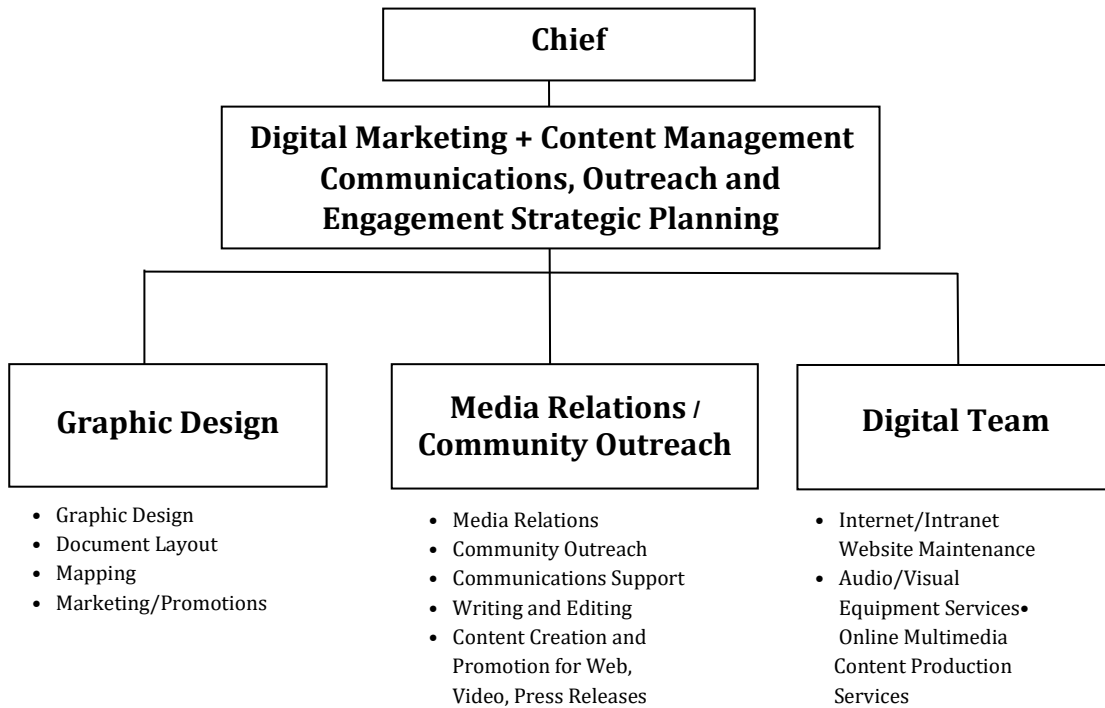 Chief
Digital Marketing + Content Management
Communications, Outreach and
Engagement Strategic Planning
Graphic Design
Media Relations /
Community Outreach
Digital Team
• Graphic Design
• Document Layout
• Mapping
• Marketing/Promotions
• Media Relations
• Community Outreach
• Communications Support
• Writing and Editing
• Content Creation and
Promotion for Web,
Video, Press Releases
• Internet/Intranet
Website Maintenance
• Audio/Visual
Equipment Services•
Online Multimedia
Content Production
Services